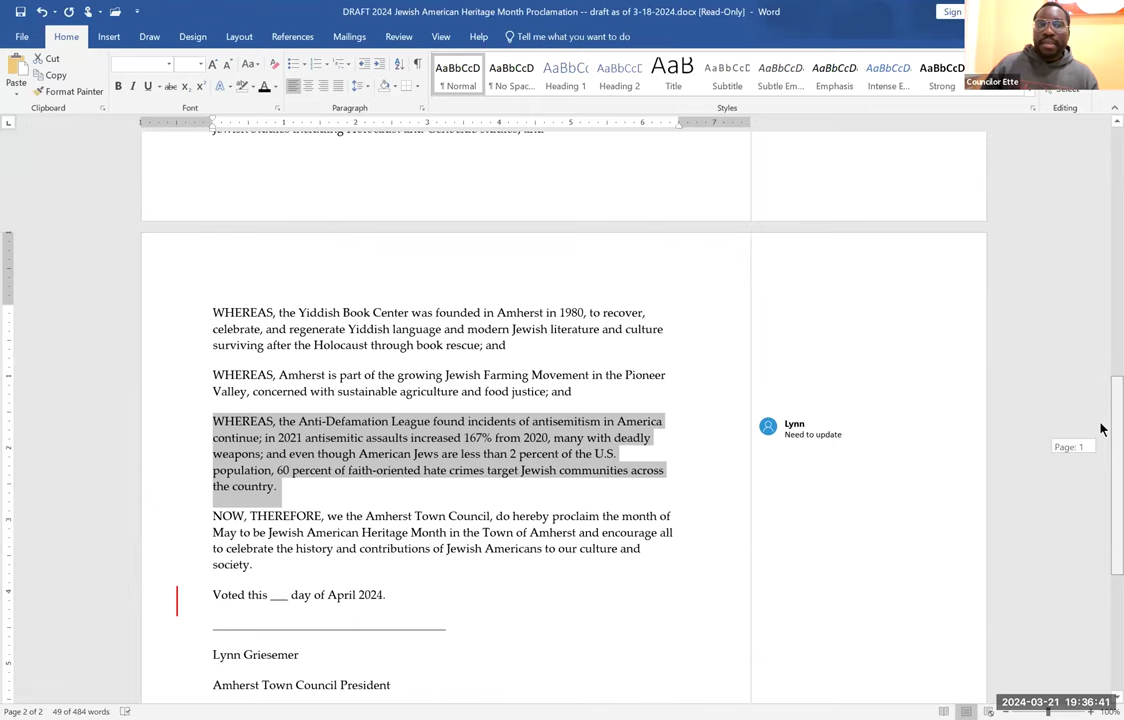 DRAFT 2024 Jewish American Heritage Month Proclamation -- draft as of 3-18-2024.docx [Read-Only] - Word
Sign
File Home Insert Draw Design Layout References Mailings Review View Help Tell me what you want to do
Cut
Copy
Format Painter
Paste
Clipboard
Font
Paragraph
AaBbCcD AaBbCcD AaBbCc AaBbCcD AaB AaBbCcD AaBbCcD AaBbCcD AaBbCcD AaBbCcD
¶ Normal ¶ No Spac... Heading 1 Heading 2 Title Subtitle Subtle Em... Emphasis Intense E... Strong
Styles
Editing
Councilor Ette
WHEREAS, the Yiddish Book Center was founded in Amherst in 1980, to recover,
celebrate, and regenerate Yiddish language and modern Jewish literature and culture
surviving after the Holocaust through book rescue; and
WHEREAS, Amherst is part of the growing Jewish Farming Movement in the Pioneer
Valley, concerned with sustainable agriculture and food justice; and
WHEREAS, the Anti-Defamation League found incidents of antisemitism in America
continue; in 2021 antisemitic assaults increased 167% from 2020, many with deadly
weapons; and even though American Jews are less than 2 percent of the U.S.
population, 60 percent of faith-oriented hate crimes target Jewish communities across
the country.
Lynn
Need to update
Page: 1
NOW, THEREFORE, we the Amherst Town Council, do hereby proclaim the month of
May to be Jewish American Heritage Month in the Town of Amherst and encourage all
to celebrate the history and contributions of Jewish Americans to our culture and
society.
Voted this ___ day of April 2024.
Lynn Griesemer
Amherst Town Council President
Page 2 of 2 49 of 484 words
2024-03-21 19:36:41
100%